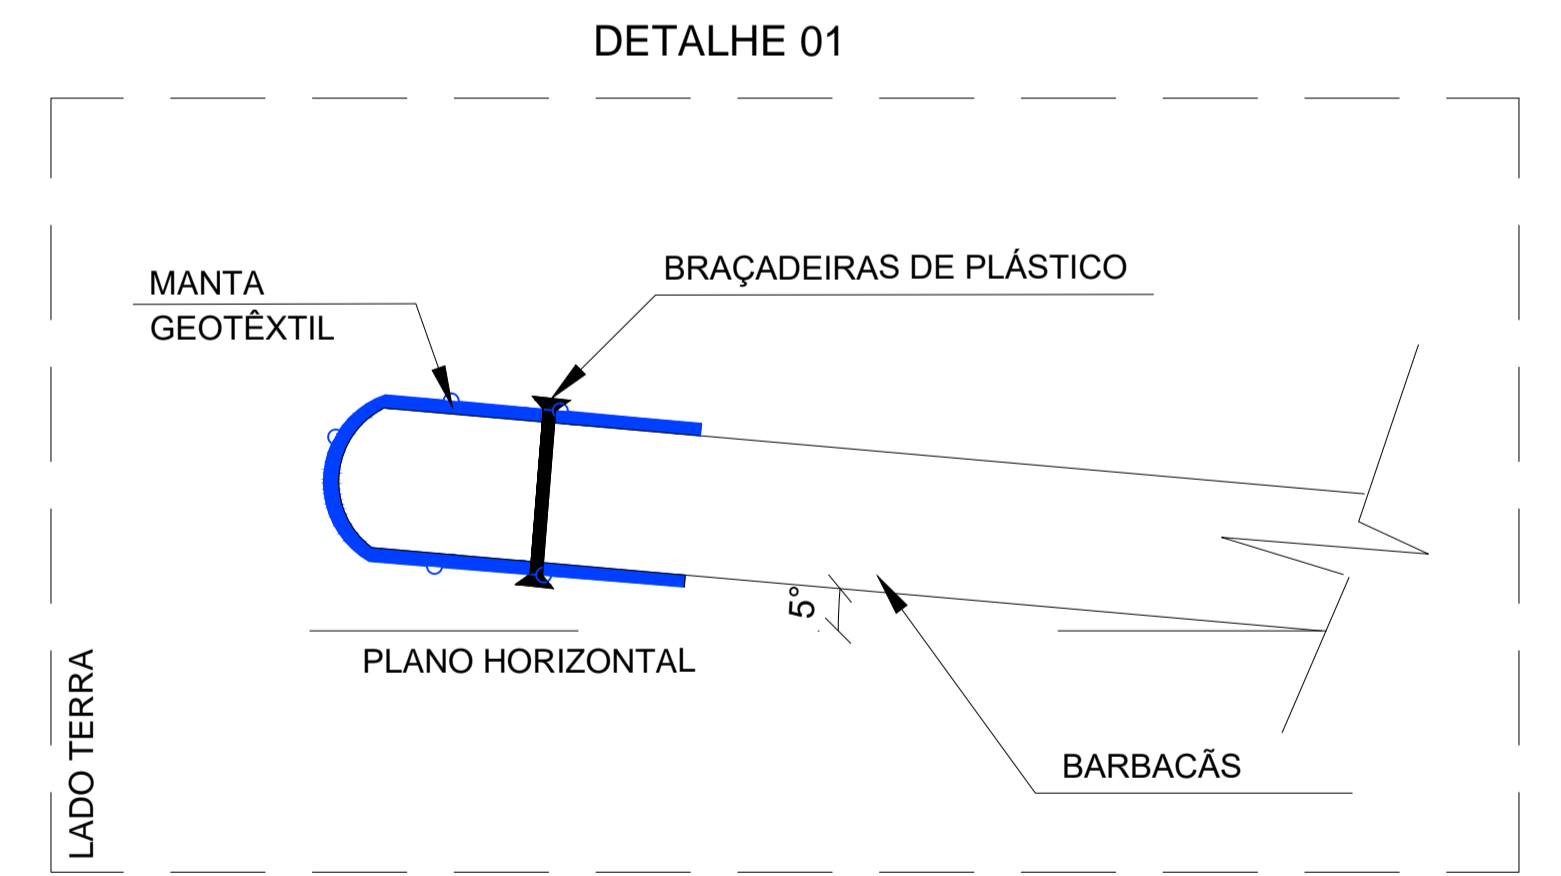 DETALHE 01
MANTA
GEOTÊXTIL
BRAÇADEIRAS DE PLÁSTICO
5°
PLANO HORIZONTAL
LADO TERRA
BARBACÃS